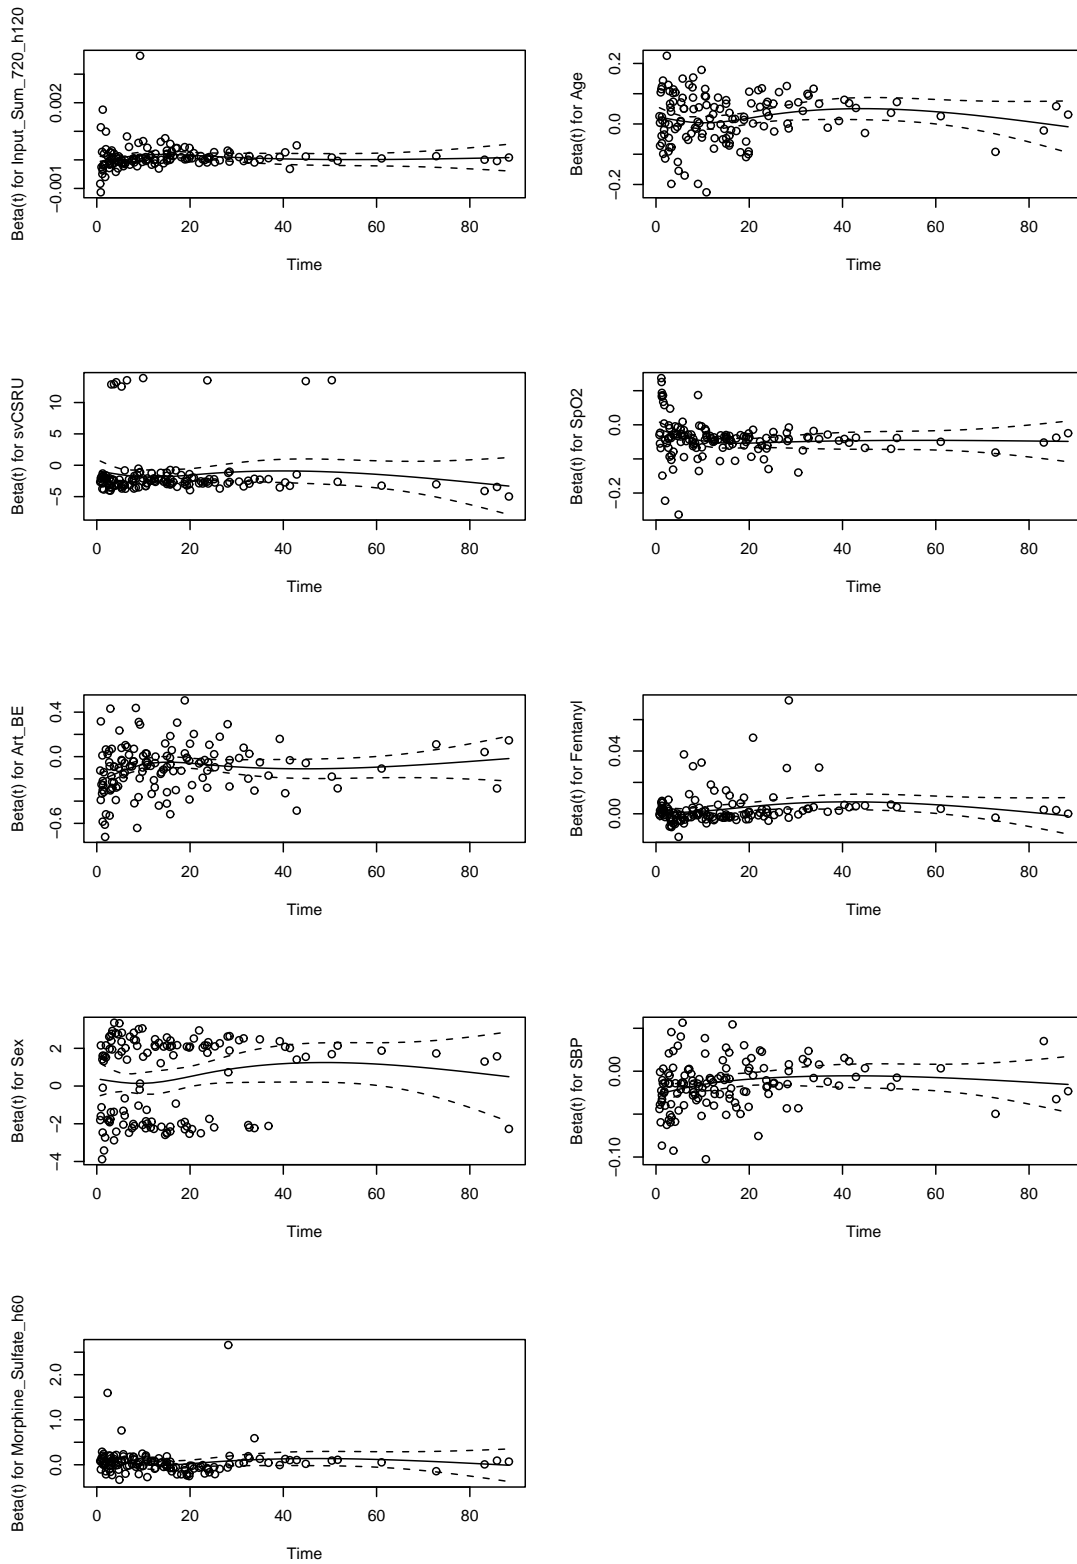 Beta(t) for Input_Sum_720_h120
−0.001 0.002
0 20 40 60 80
Time
Beta(t) for Age
−0.2 0.0 0.2
0 20 40 60 80
Time
Beta(t) for svCSRU
−5 0 5 10
0 20 40 60 80
Time
Beta(t) for SpO2
−0.2 0.0
0 20 40 60 80
Time
Beta(t) for Art_BE
−0.6 0.0 0.4
0 20 40 60 80
Time
Beta(t) for Fentanyl
0.00 0.04
0 20 40 60 80
Time
Beta(t) for Sex
−4 −2 0 2
0 20 40 60 80
Time
Beta(t) for SBP
−0.10 0.00
0 20 40 60 80
Time
Beta(t) for Morphine_Sulfate_h60
0.0 1.0 2.0
0 20 40 60 80
Time